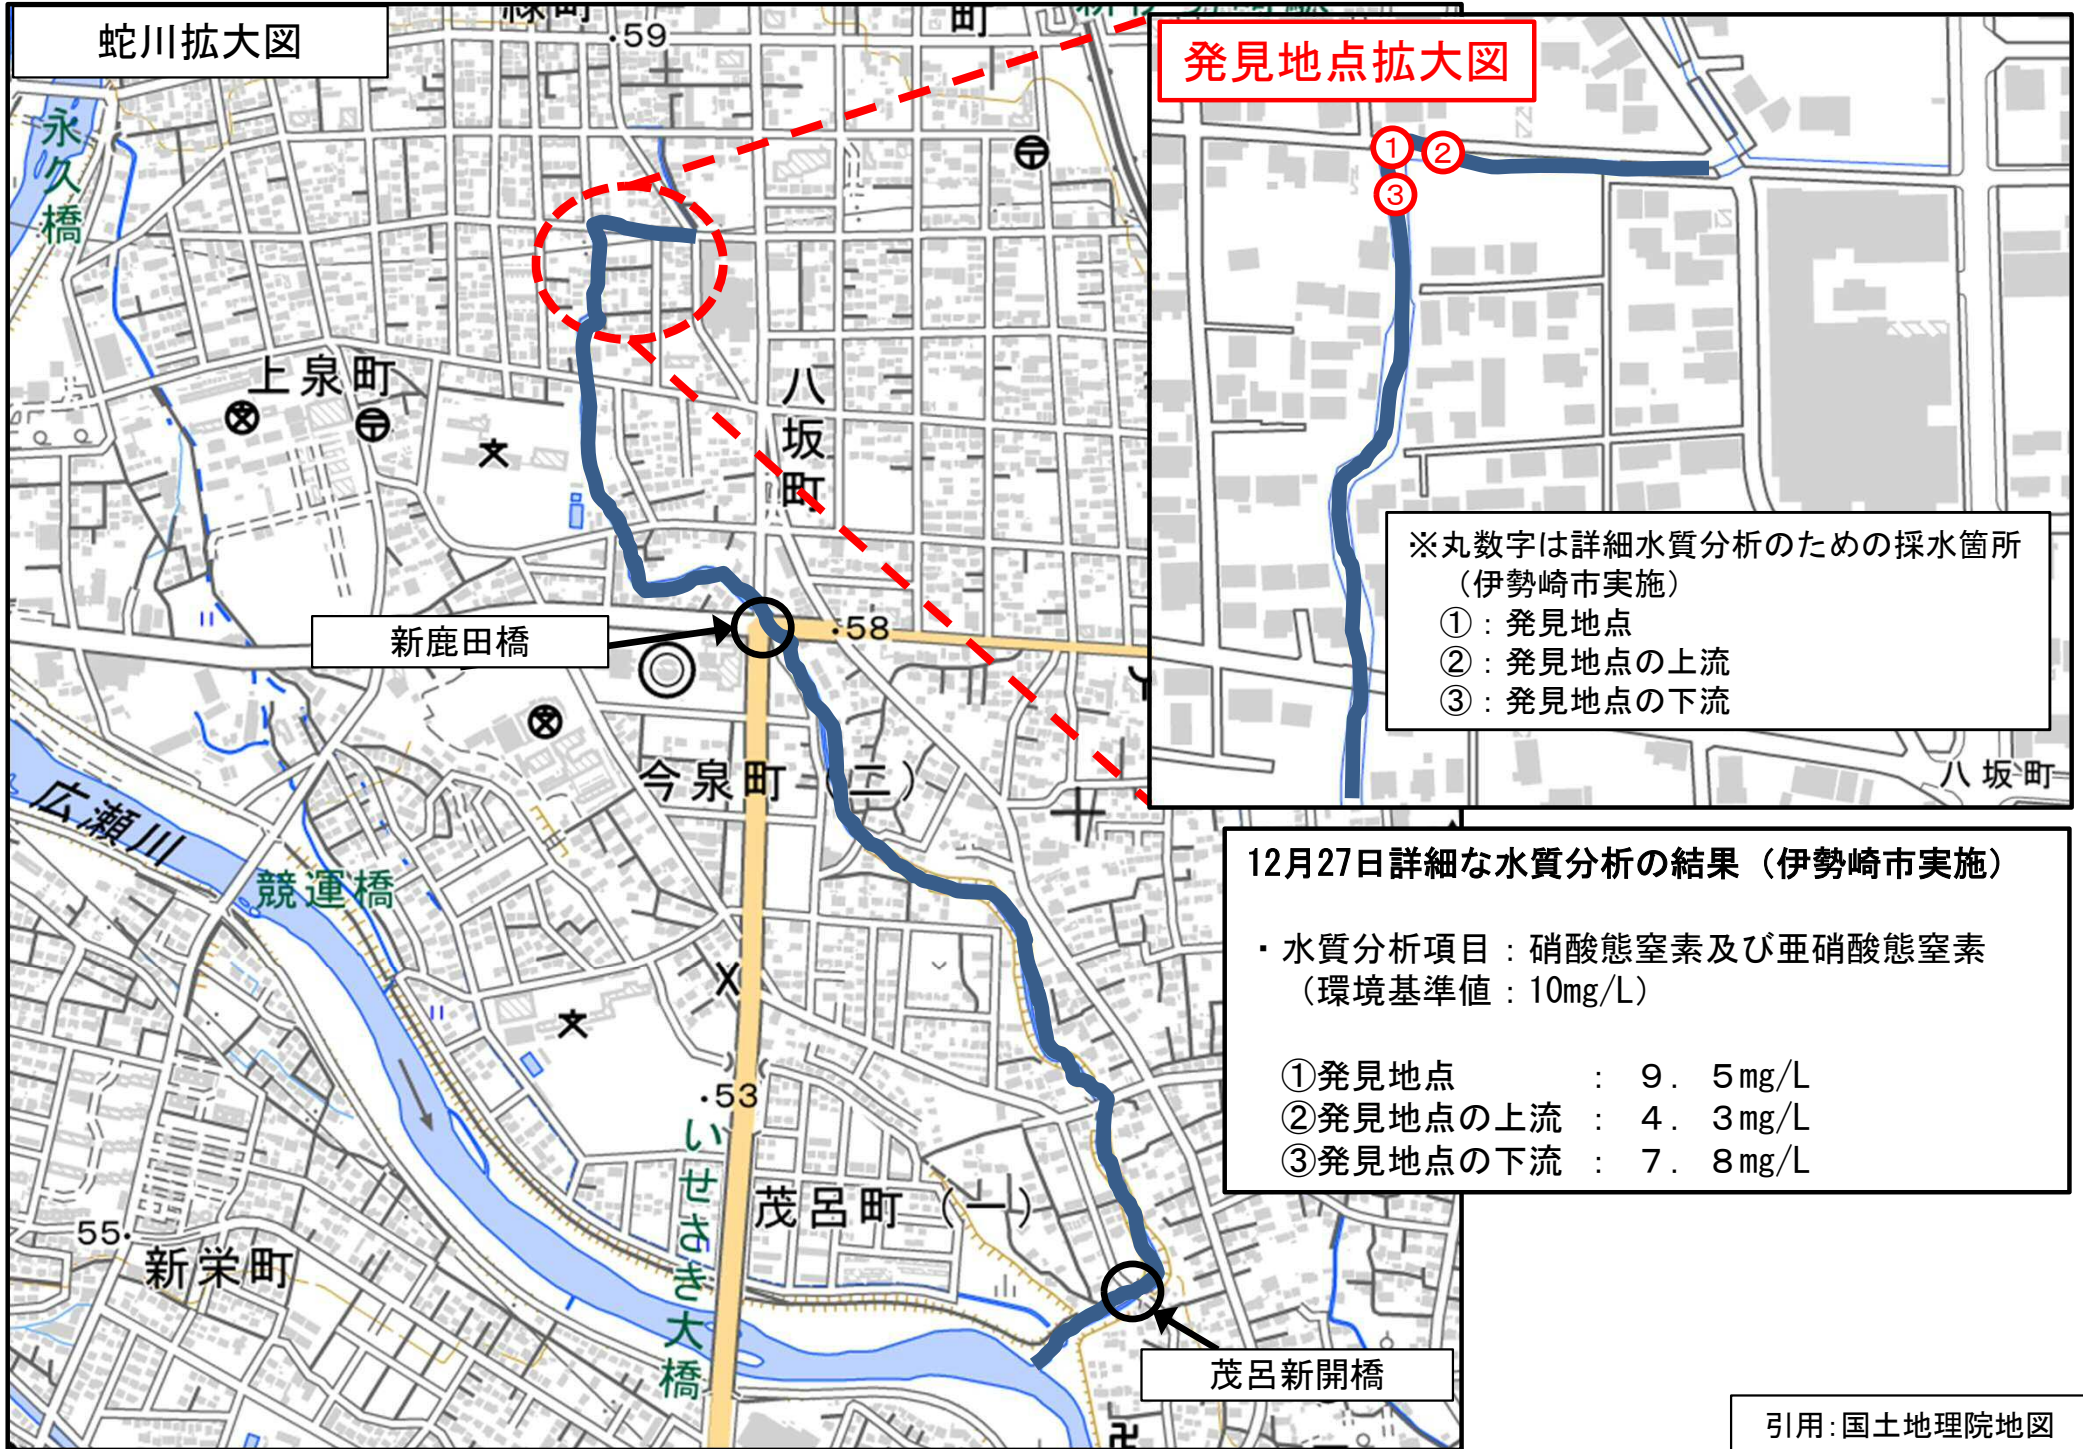 蛇川拡大図
・59
町
永久橋
上泉町
八坂町
新鹿田橋
・58
今泉町(二)
広瀬川
競運橋
・53
いせさき大橋
茂呂町(一)
55・
新栄町
茂呂新開橋
発見地点拡大図
①
②
③
※丸数字は詳細水質分析のための採水箇所
(伊勢崎市実施)
①:発見地点
②:発見地点の上流
③:発見地点の下流
八坂町
12月27日詳細な水質分析の結果(伊勢崎市実施)
・水質分析項目:硝酸態窒素及び亜硝酸態窒素
(環境基準値:10mg/L)
①発見地点 : 9.5mg/L
②発見地点の上流 : 4.3mg/L
③発見地点の下流 : 7.8mg/L
引用:国土地理院地図